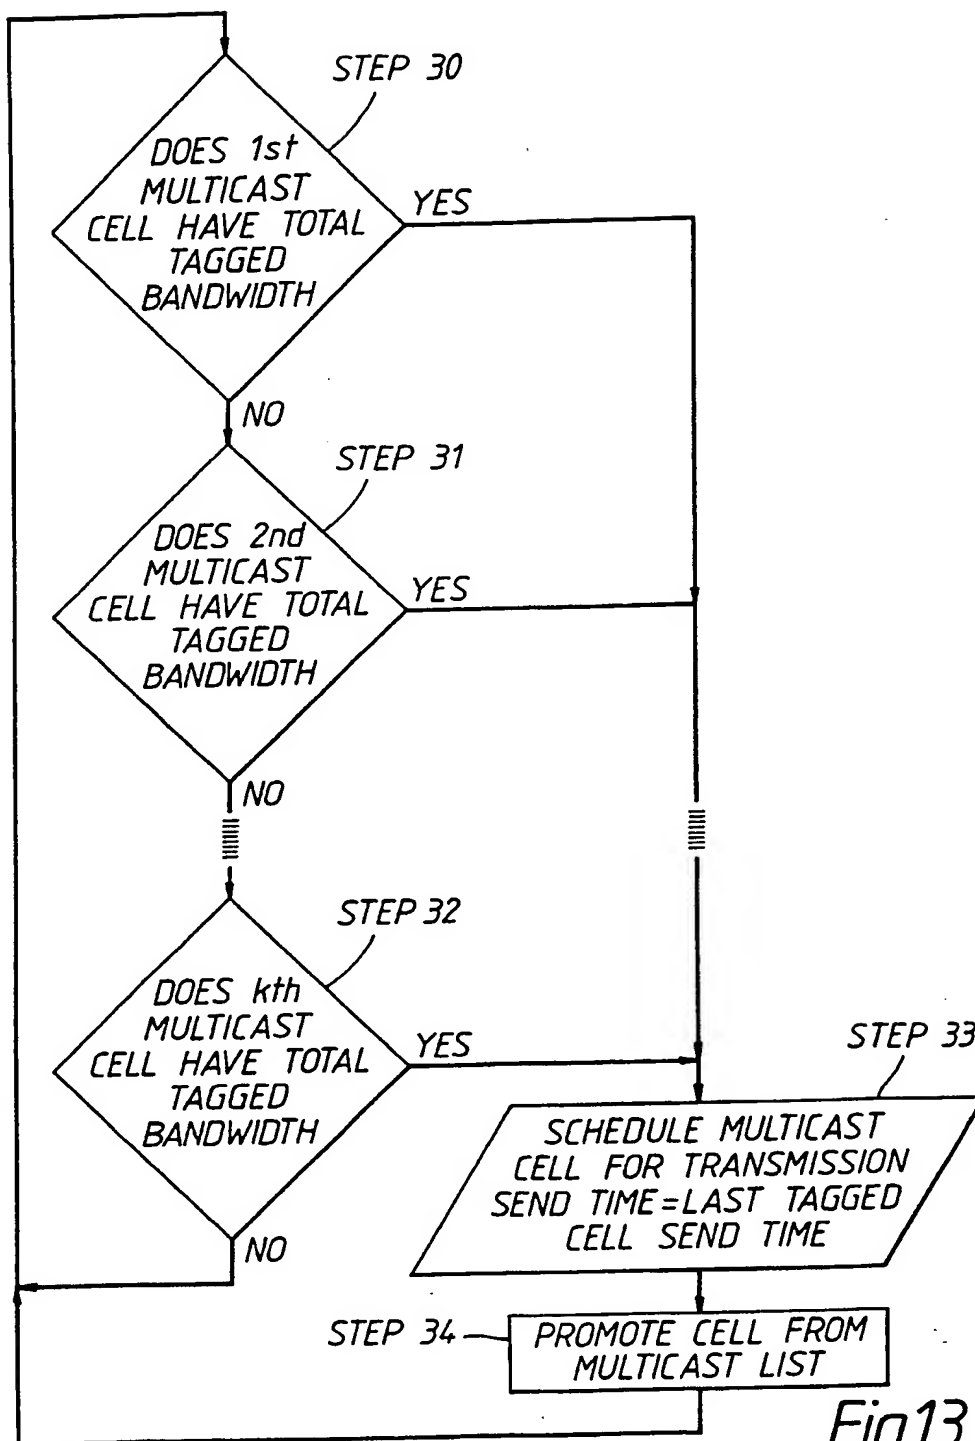 STEP 30
DOES 1st
MULTICAST
CELL HAVE TOTAL
TAGGED
BANDWIDTH
YES
NO
STEP 31
DOES 2nd
MULTICAST
CELL HAVE TOTAL
TAGGED
BANDWIDTH
YES
NO
STEP 32
DOES kth
MULTICAST
CELL HAVE TOTAL
TAGGED
BANDWIDTH
YES
NO
STEP 33
SCHEDULE MULTICAST
CELL FOR TRANSMISSION
SEND TIME=LAST TAGGED
CELL SEND TIME
STEP 34
PROMOTE CELL FROM
MULTICAST LIST
Fig 13